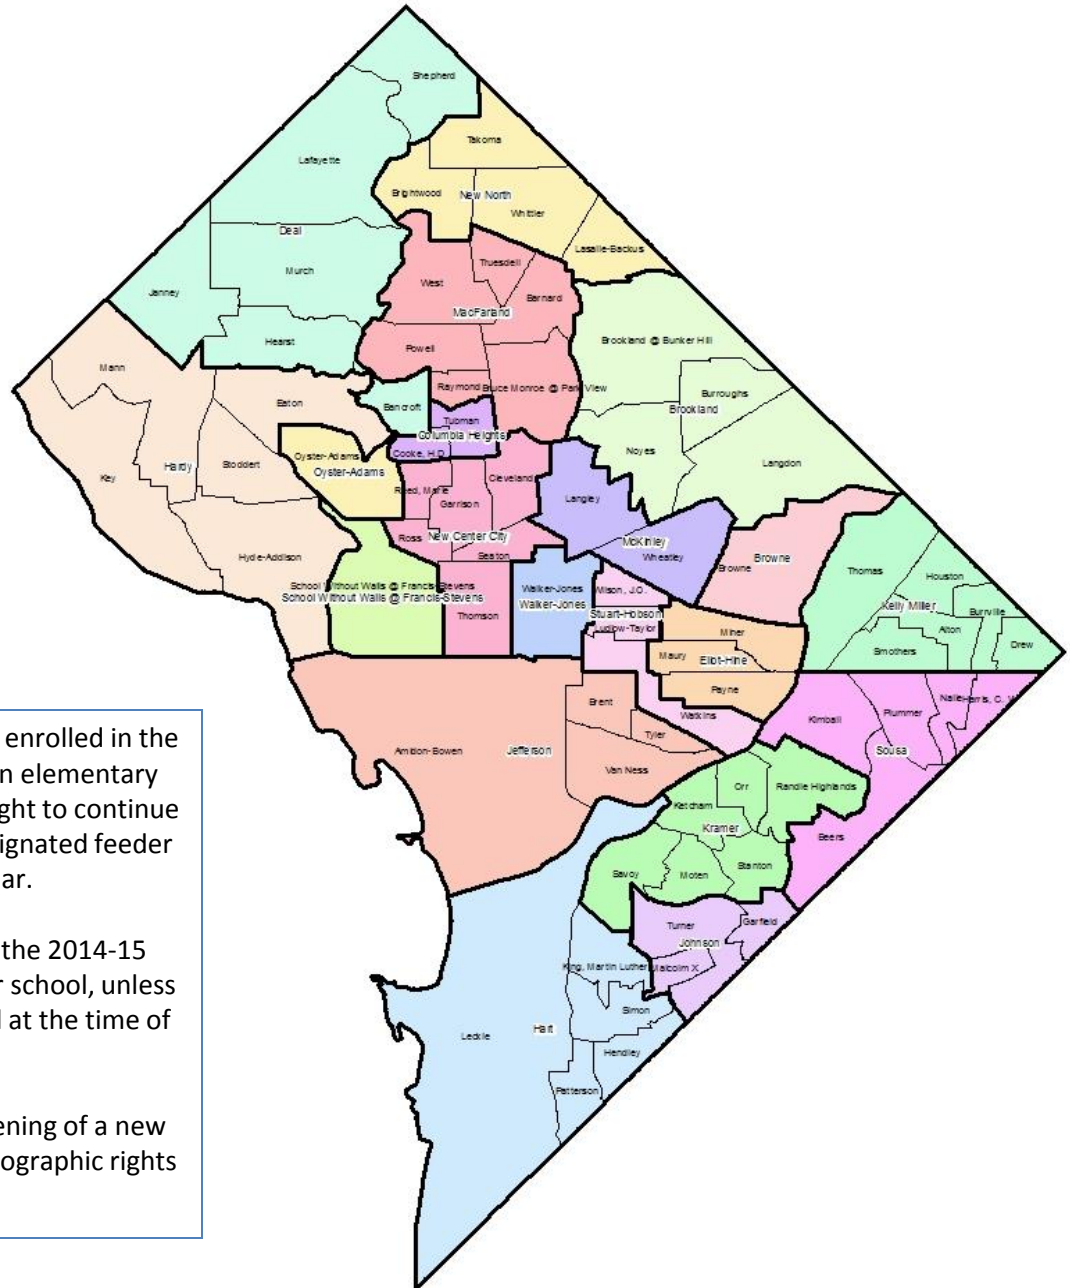 Shepherd
Takoma
Lafayette
Brightwood
New North
Whittler
Deal
Lasalle-Backus
Murch
Truesdell
West
Janney
Barnard
MacFarland
Hearst
Powell
Brookland @ Bunker Hill
Mann
Raymond
Bruce Monroe @ Park View
Burroughs
Eaton
Bancroft
Brookland
Tubman
Columbia Heights
Oyster-Adams
Cooke, H.D.
Noyes
Hardy
Stoddert
Oyster-Adams
Langdon
Key
Cleveland
Reed, Marie
Langley
Garrison
Ross
New Center City
McKinley
Hyde-Addison
Seaton
Wheatley
Browne
Browne
Thomas
Houston
School Without Walls @ Francis-Stevens
School Without Walls @ Francis-Stevens
Walker-Jones
Walker-Jones
Wilson, J.O.
Stuart-Hobson
Ludlow-Taylor
Kelly Miller
Burrville
Thomson
Miner
Aiton
Drew
Maury
Eliot-Hine
Smothers
Payne
Brent
Watkins
Kimball
Plummer
Nalle
Harris, C. W
Amidon-Bowen
Jefferson
Tyler
Sousa
Van Ness
Orr
Randle Highlands
Ketcham
Kramer
Beers
Savoy
Moten
Stanton
Turner
Garfield
Johnson
King, Martin Luther
Malcolm X
Simon
Leckie
Hart
Hendley
Patterson
enrolled in the
n elementary
ght to continue
ignated feeder
ar.
the 2014-15
r school, unless
l at the time of
ening of a new
ographic rights